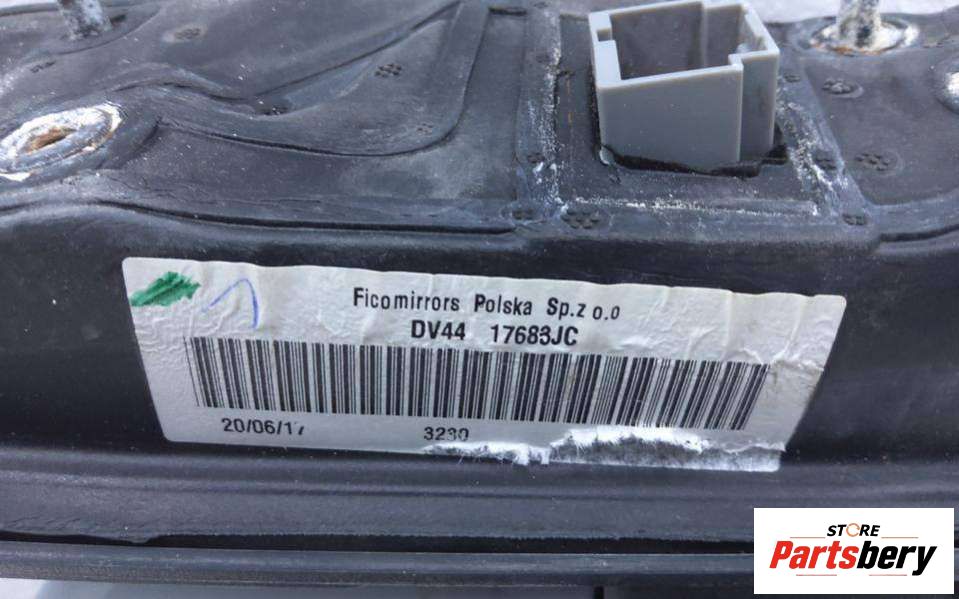 Ficomirrors Polska Sp.z o.o
DV44 17683JC
20/06/17
3230
STORE
Partsbery